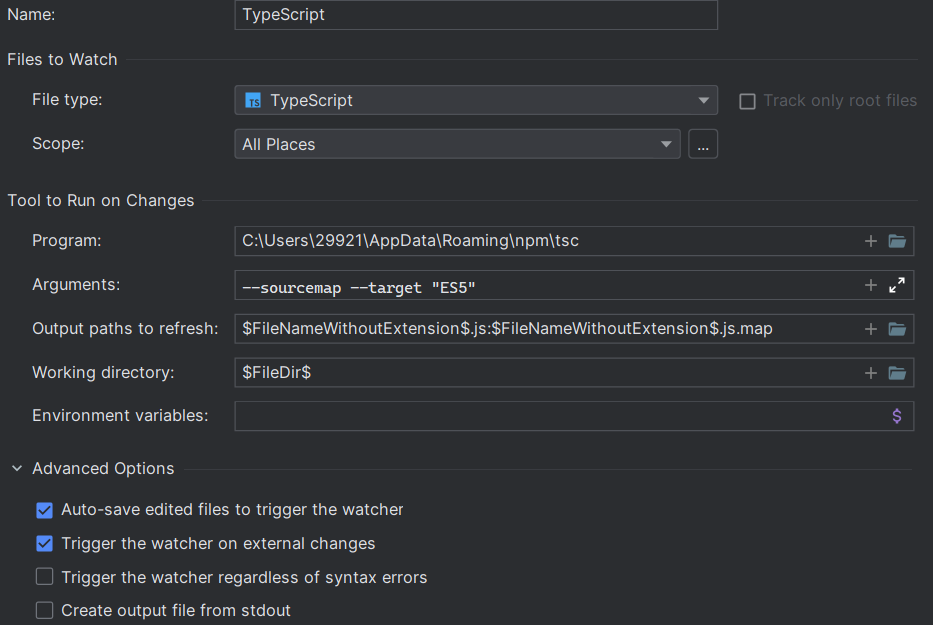 Name: TypeScript
Files to Watch
File type: TS TypeScript Track only root files
Scope: All Places ...
Tool to Run on Changes
Program: C:\Users\29921\AppData\Roaming\npm\tsc
Arguments: --sourcemap --target "ES5"
Output paths to refresh: $FileNameWithoutExtension$.js:$FileNameWithoutExtension$.js.map
Working directory: $FileDir$
Environment variables: $
Advanced Options
Auto-save edited files to trigger the watcher
Trigger the watcher on external changes
Trigger the watcher regardless of syntax errors
Create output file from stdout